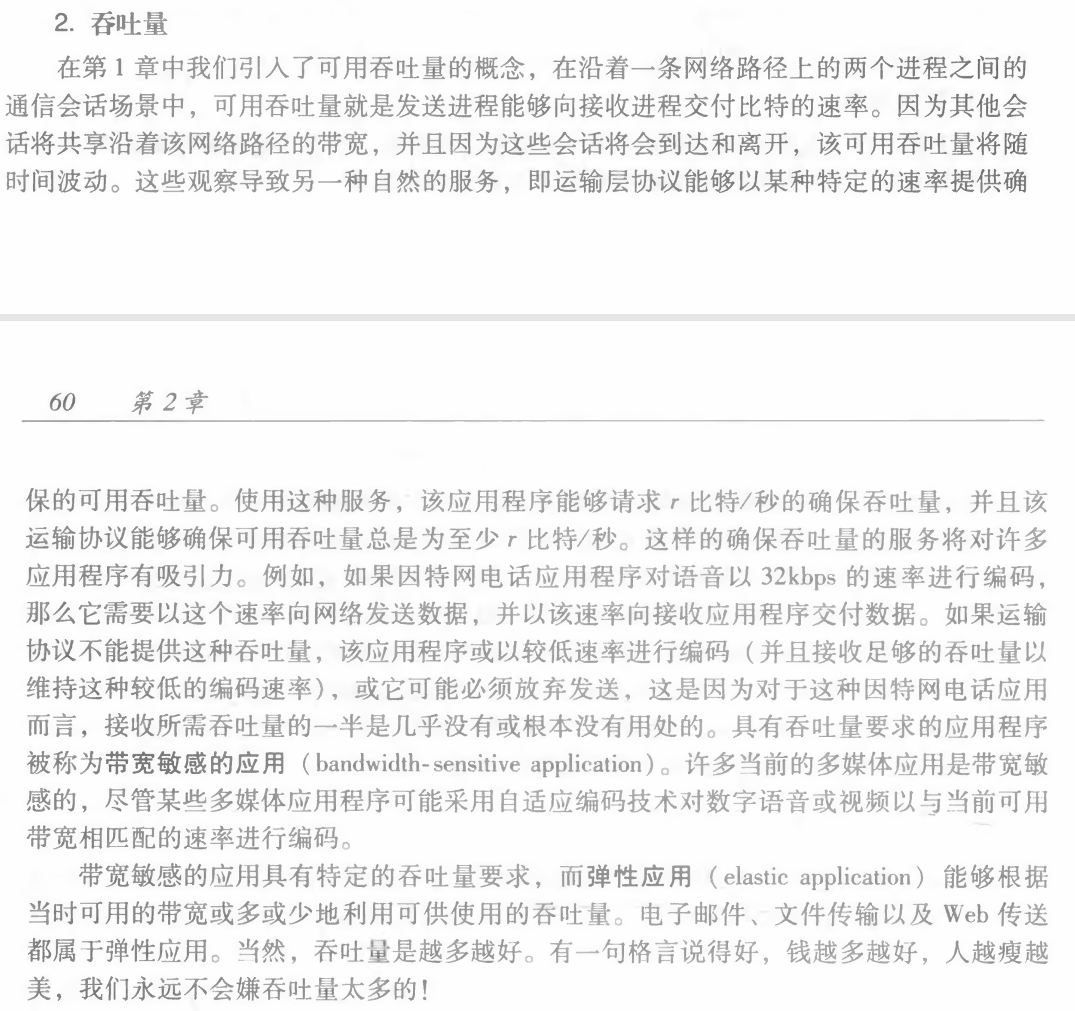 2. 吞吐量
在第 1 章中我们引入了可用吞吐量的概念，在沿着一条网络路径上的两个进程之间的
通信会话场景中，可用吞吐量就是发送进程能够向接收进程交付比特的速率。因为其他会
话将共享沿着该网络路径的带宽，并且因为这些会话将会到达和离开，该可用吞吐量将随
时间波动。这些观察导致另一种自然的服务，即运输层协议能够以某种特定的速率提供确
60 第 2 章
保的可用吞吐量。使用这种服务，该应用程序能够请求 r 比特/秒的确保吞吐量，并且该
运输协议能够确保可用吞吐量总是为至少 r 比特/秒。这样的确保吞吐量的服务将对许多
应用程序有吸引力。例如，如果因特网电话应用程序对语音以 32kbps 的速率进行编码，
那么它需要以这个速率向网络发送数据，并以该速率向接收应用程序交付数据。如果运输
协议不能提供这种吞吐量，该应用程序或以较低速率进行编码（并且接收足够的吞吐量以
维持这种较低的编码速率），或它可能必须放弃发送，这是因为对于这种因特网电话应用
而言，接收所需吞吐量的一半是几乎没有或根本没有用处的。具有吞吐量要求的应用程序
被称为带宽敏感的应用（bandwidth-sensitive application）。许多当前的多媒体应用是带宽敏
感的，尽管某些多媒体应用程序可能采用自适应编码技术对数字语音或视频以与当前可用
带宽相匹配的速率进行编码。
带宽敏感的应用具有特定的吞吐量要求，而弹性应用（elastic application）能够根据
当时可用的带宽或多或少地利用可供使用的吞吐量。电子邮件、文件传输以及 Web 传送
都属于弹性应用。当然，吞吐量是越多越好。有一句格言说得好，钱越多越好，人越瘦越
美，我们永远不会嫌吞吐量太多的！